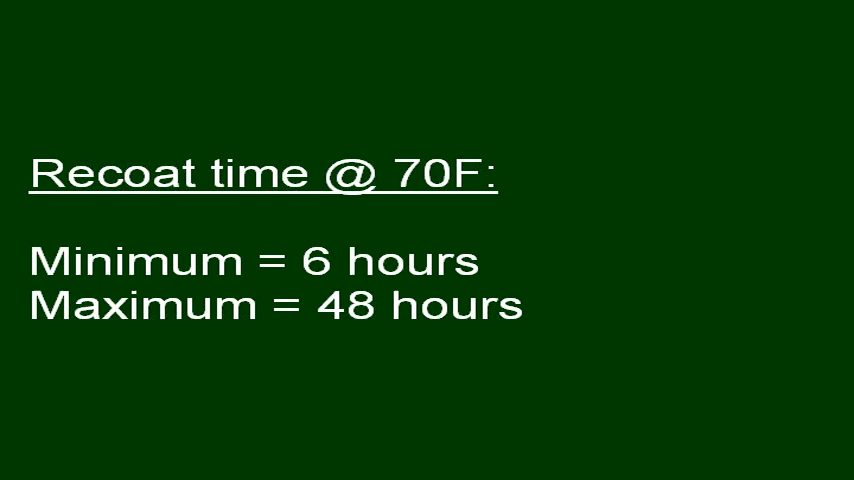 Recoat time @ 70F:
Minimum = 6 hours
Maximum = 48 hours